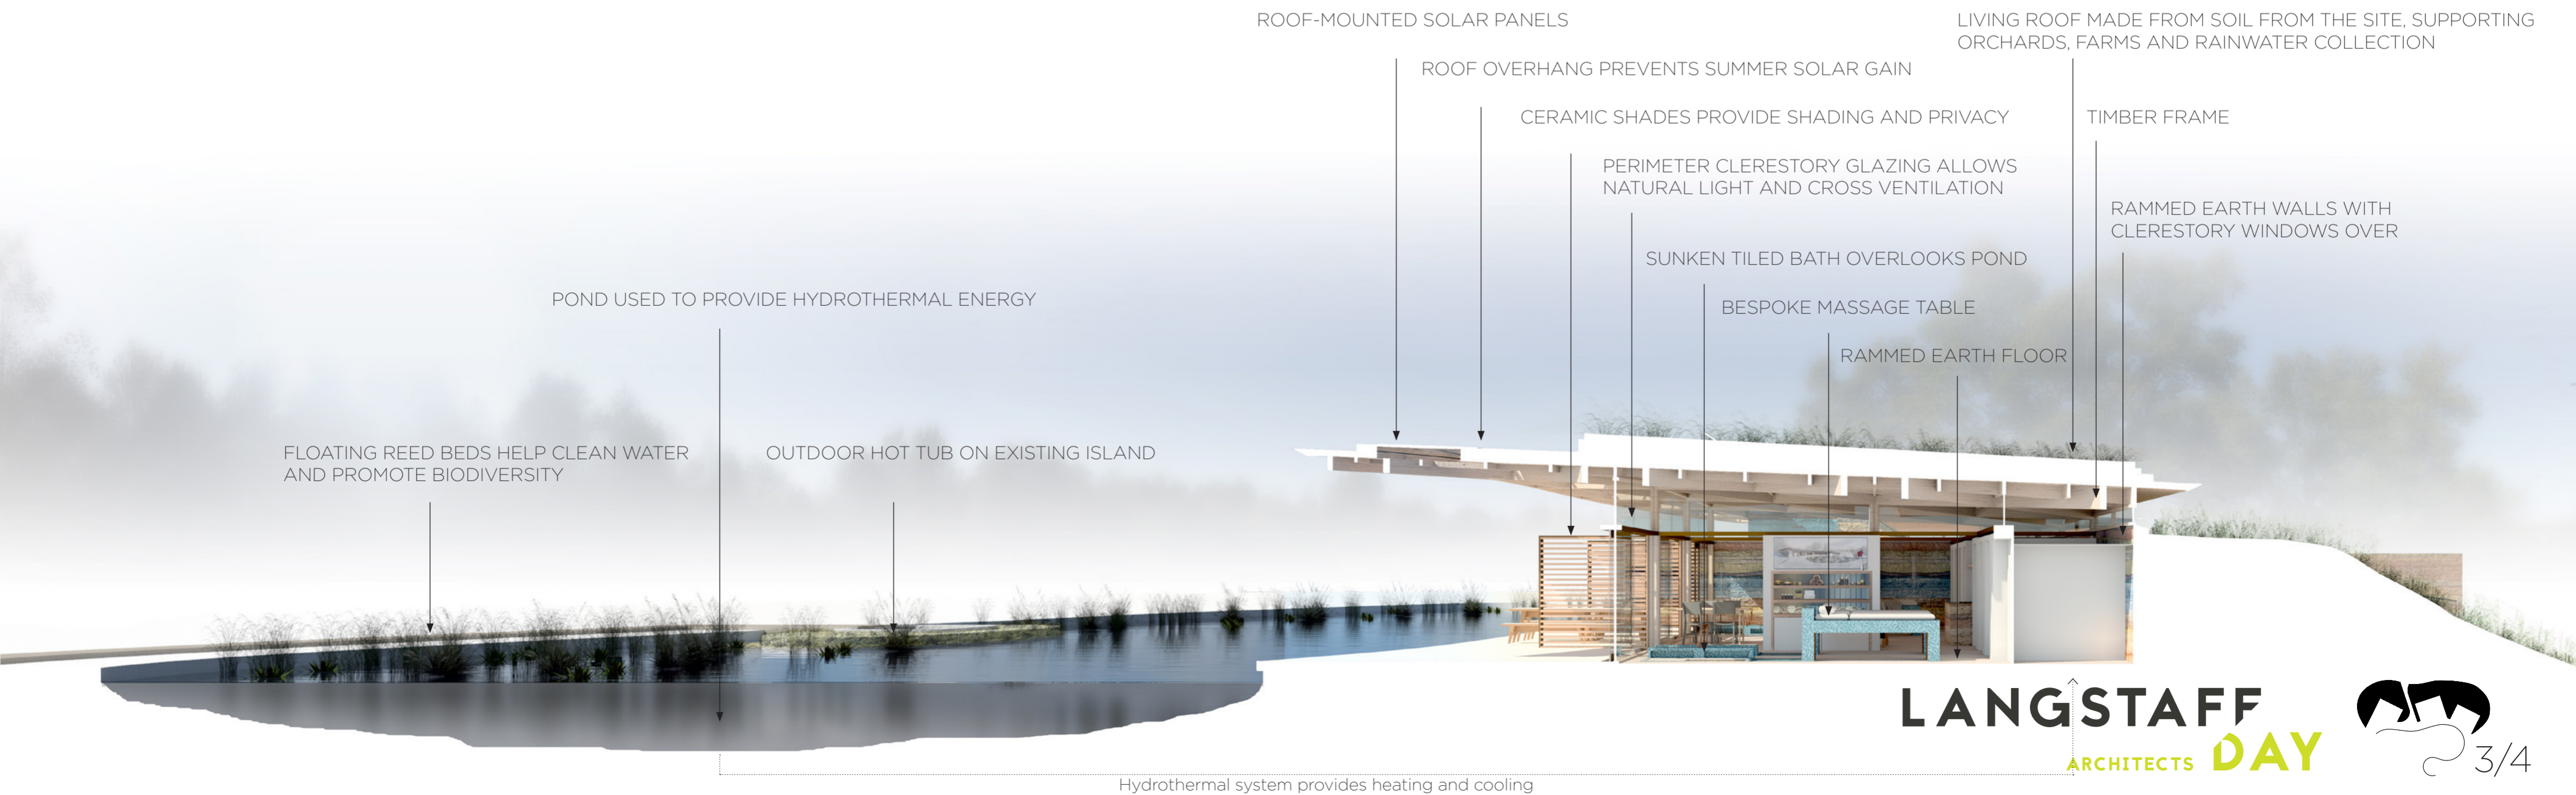 ROOF-MOUNTED SOLAR PANELS
LIVING ROOF MADE FROM SOIL FROM THE SITE, SUPPORTING
ORCHARDS, FARMS AND RAINWATER COLLECTION
ROOF OVERHANG PREVENTS SUMMER SOLAR GAIN
CERAMIC SHADES PROVIDE SHADING AND PRIVACY
TIMBER FRAME
PERIMETER CLERESTORY GLAZING ALLOWS
NATURAL LIGHT AND CROSS VENTILATION
RAMMED EARTH WALLS WITH
CLERESTORY WINDOWS OVER
SUNKEN TILED BATH OVERLOOKS POND
POND USED TO PROVIDE HYDROTHERMAL ENERGY
BESPOKE MASSAGE TABLE
RAMMED EARTH FLOOR
FLOATING REED BEDS HELP CLEAN WATER
AND PROMOTE BIODIVERSITY
OUTDOOR HOT TUB ON EXISTING ISLAND
LANGSTAFF
DAY
ARCHITECTS
3/4
Hydrothermal system provides heating and cooling